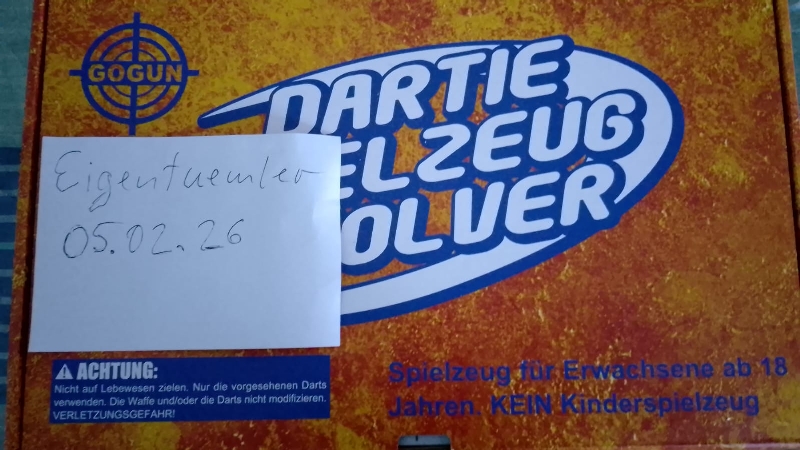 GOGUN
DARTIE
ELZEUG
OLVER
Eigentuemler
05.02.26
ACHTUNG:
Nicht auf Lebewesen zielen. Nur die vorgesehenen Darts
verwenden. Die Waffe und/oder die Darts nicht modifizieren.
VERLETZUNGSGEFAHR!
Spielzeug für Erwachsene ab 18
Jahren. KEIN Kinderspielzeug